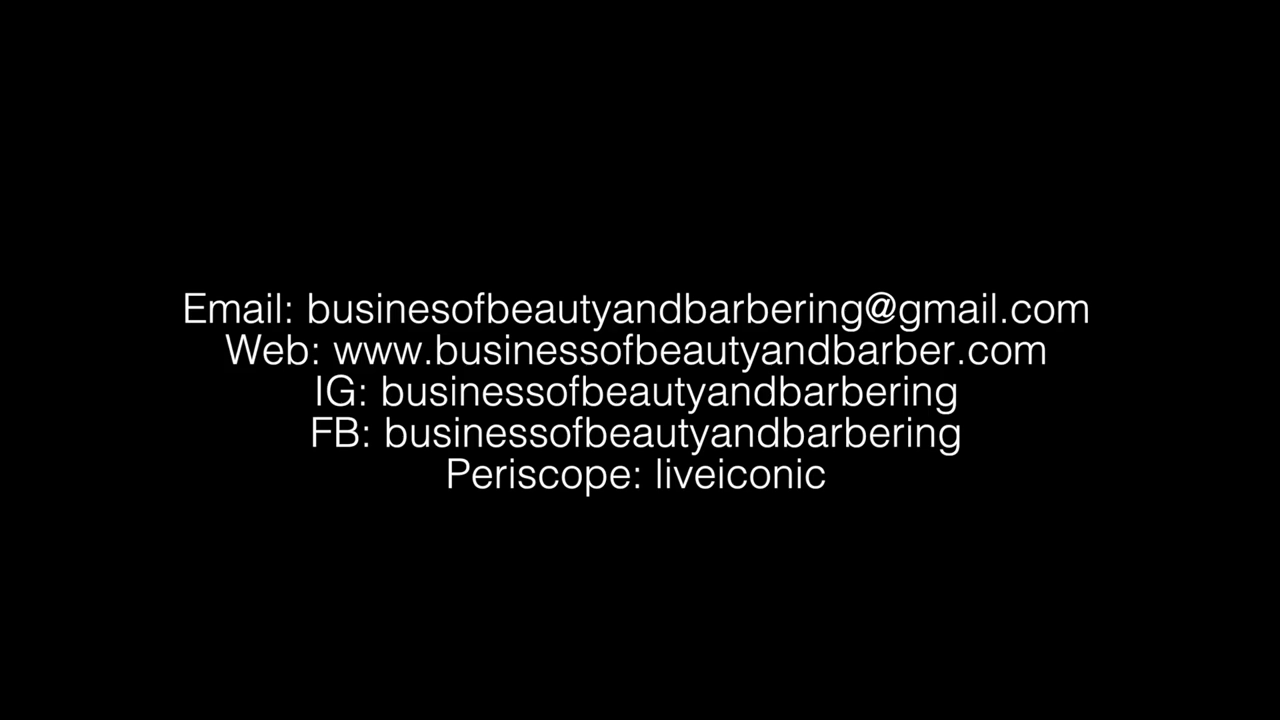 Email: businesofbeautyandbarbering@gmail.com
Web: www.businessofbeautyandbarber.com
IG: businessofbeautyandbarbering
FB: businessofbeautyandbarbering
Periscope: liveiconic